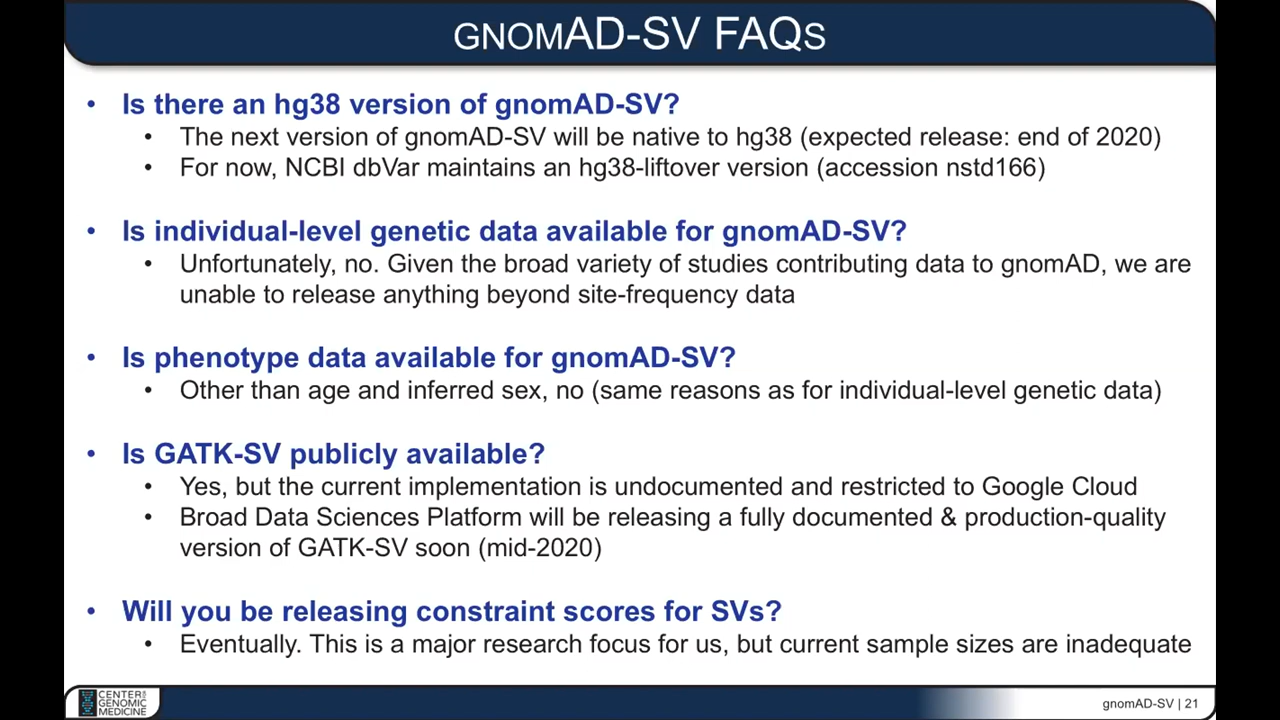 GNOMAD-SV FAQS
• Is there an hg38 version of gnomAD-SV?
• The next version of gnomAD-SV will be native to hg38 (expected release: end of 2020)
• For now, NCBI dbVar maintains an hg38-liftover version (accession nstd166)
• Is individual-level genetic data available for gnomAD-SV?
• Unfortunately, no. Given the broad variety of studies contributing data to gnomAD, we are
unable to release anything beyond site-frequency data
• Is phenotype data available for gnomAD-SV?
• Other than age and inferred sex, no (same reasons as for individual-level genetic data)
• Is GATK-SV publicly available?
• Yes, but the current implementation is undocumented and restricted to Google Cloud
• Broad Data Sciences Platform will be releasing a fully documented & production-quality
version of GATK-SV soon (mid-2020)
• Will you be releasing constraint scores for SVs?
• Eventually. This is a major research focus for us, but current sample sizes are inadequate
CENTER FOR
GENOMIC
MEDICINE
gnomAD-SV | 21